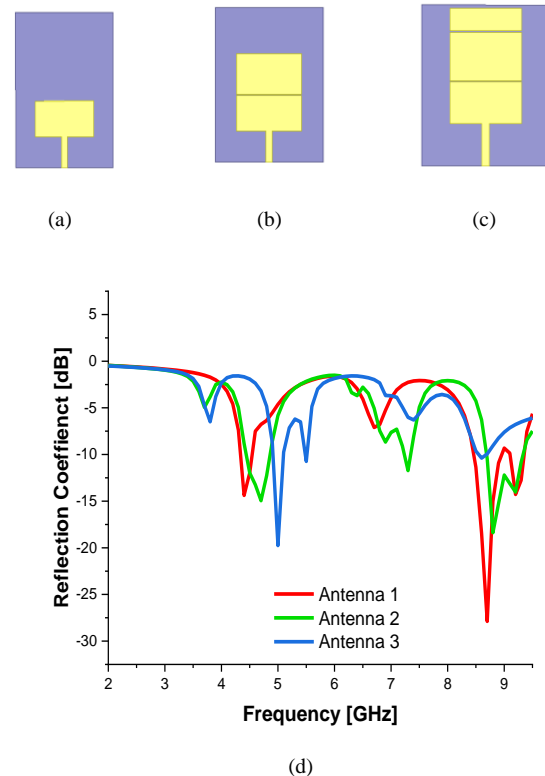 (a) (b) (c)
5
0
-5
-10
-15
-20
-25
-30
Reflection Coeffienct [dB]
Antenna 1
Antenna 2
Antenna 3
2 3 4 5 6 7 8 9
Frequency [GHz]
(d)